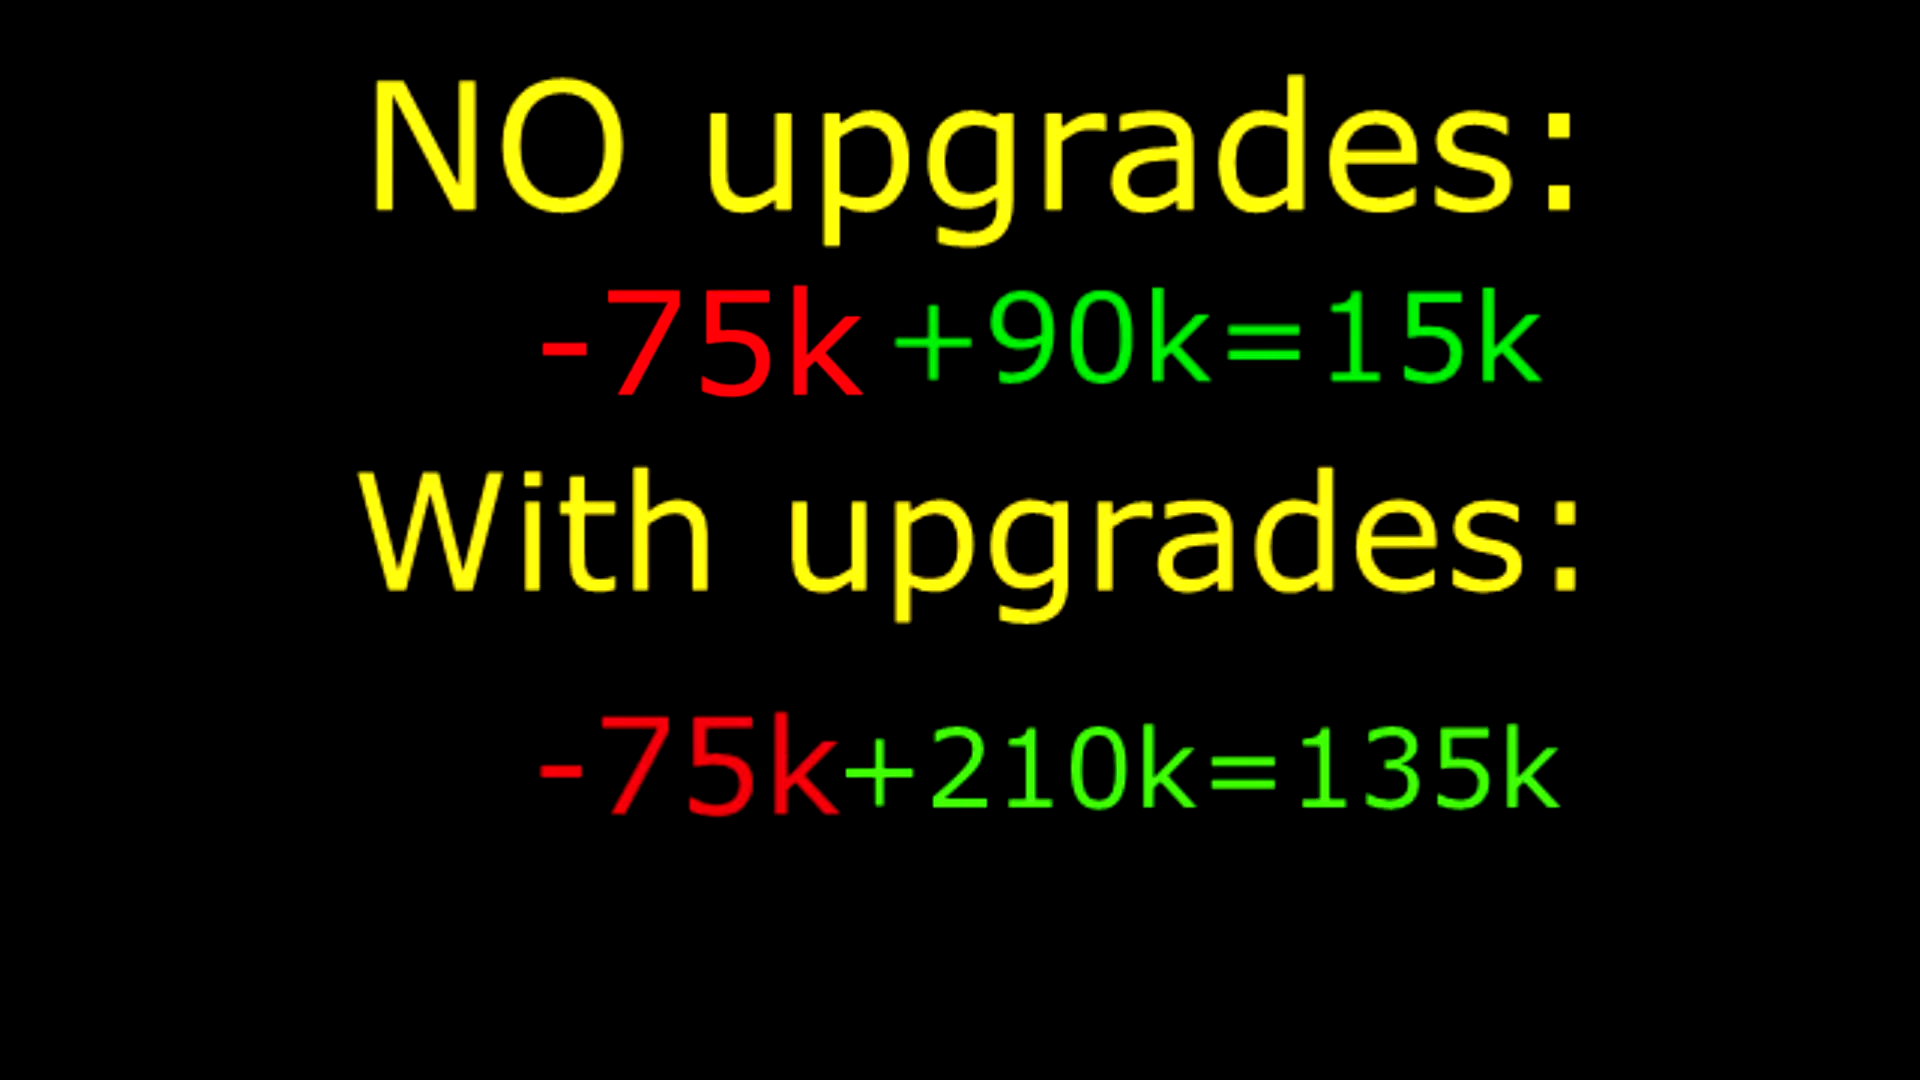 NO upgrades:
-75k +90k=15k
With upgrades:
-75k+210k=135k